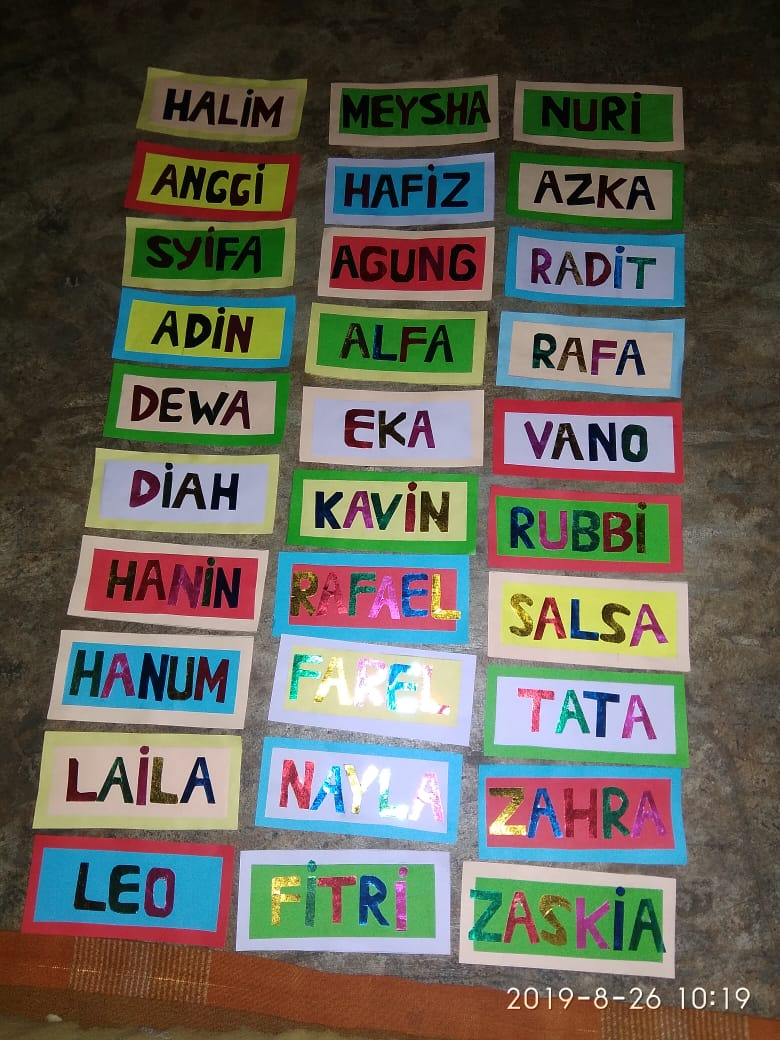 HALiM
MEYSHA
NURi
ANGGi
HAFiZ
AZKA
SYiFA
AGUNG
RADiT
ADiN
ALFA
RAFA
DEWA
EKA
VANO
DiAH
KAViN
RUBBi
HANiN
RAFAEL
SALSA
HANUM
FAREL
TATA
LAiLA
NAYLA
ZAHRA
LEO
FiTRi
ZASKiA
2019-8-26 10:19